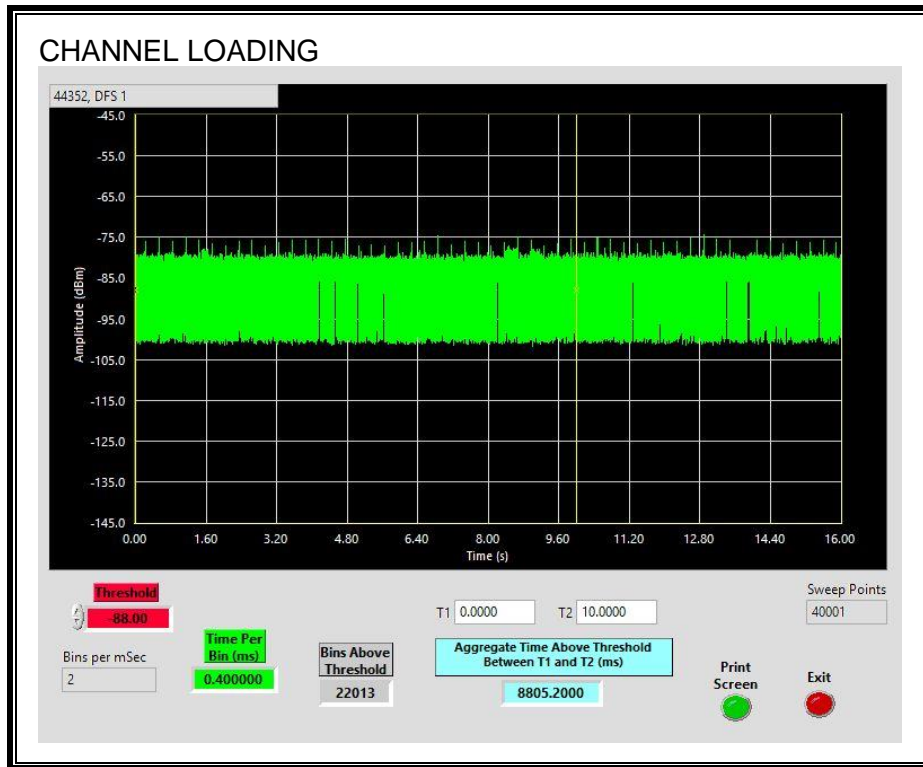 CHANNEL LOADING
44352, DFS 1
-45.0
-55.0
-65.0
-75.0
-85.0
-95.0
-105.0
-115.0
-125.0
-135.0
-145.0
Amplitude (dBm)
0.00 1.60 3.20 4.80 6.40 8.00 9.60 11.20 12.80 14.40 16.00
Time (s)
Threshold
-88.00
Bins per mSec
2
Time Per
Bin (ms)
0.400000
Bins Above
Threshold
22013
T1 0.0000 T2 10.0000
Aggregate Time Above Threshold
Between T1 and T2 (ms)
8805.2000
Sweep Points
40001
Print
Screen
Exit